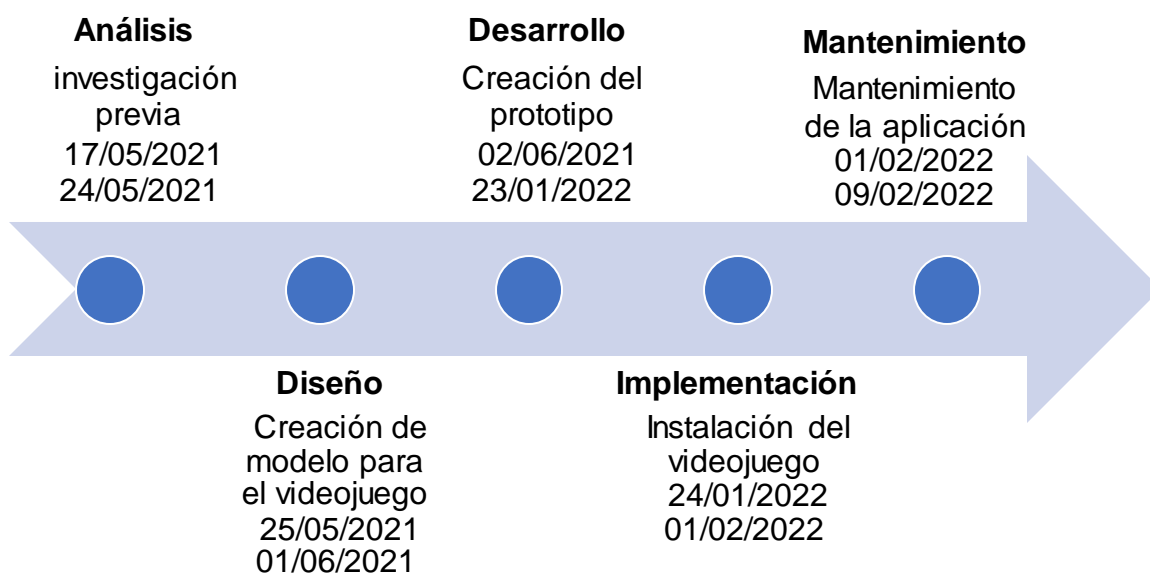 Análisis
investigación
previa
17/05/2021
24/05/2021
Diseño
Creación de
modelo para
el videojuego
25/05/2021
01/06/2021
Desarrollo
Creación del
prototipo
02/06/2021
23/01/2022
Implementación
Instalación del
videojuego
24/01/2022
01/02/2022
Mantenimiento
Mantenimiento
de la aplicación
01/02/2022
09/02/2022